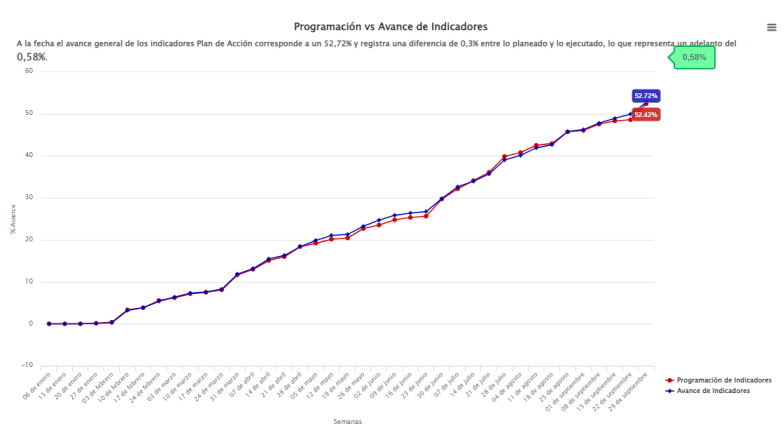 Programación vs Avance de Indicadores
A la fecha el avance general de los indicadores Plan de Acción corresponde a un 52,72% y registra una diferencia de 0,3% entre lo planeado y lo ejecutado, lo que representa un adelanto del
0,58%.
0,58%
60
50
40
30
20
10
0
-10
% Avance
52.72%
52.42%
06 de enero
13 de enero
20 de enero
27 de enero
03 de febrero
10 de febrero
17 de febrero
24 de febrero
03 de marzo
10 de marzo
17 de marzo
24 de marzo
31 de marzo
07 de abril
14 de abril
21 de abril
28 de abril
05 de mayo
12 de mayo
19 de mayo
26 de mayo
02 de junio
09 de junio
16 de junio
23 de junio
30 de junio
07 de julio
14 de julio
21 de julio
28 de julio
04 de agosto
11 de agosto
18 de agosto
25 de agosto
01 de septiembre
08 de septiembre
15 de septiembre
22 de septiembre
29 de septiembre
Semanas
Programación de Indicadores
Avance de Indicadores